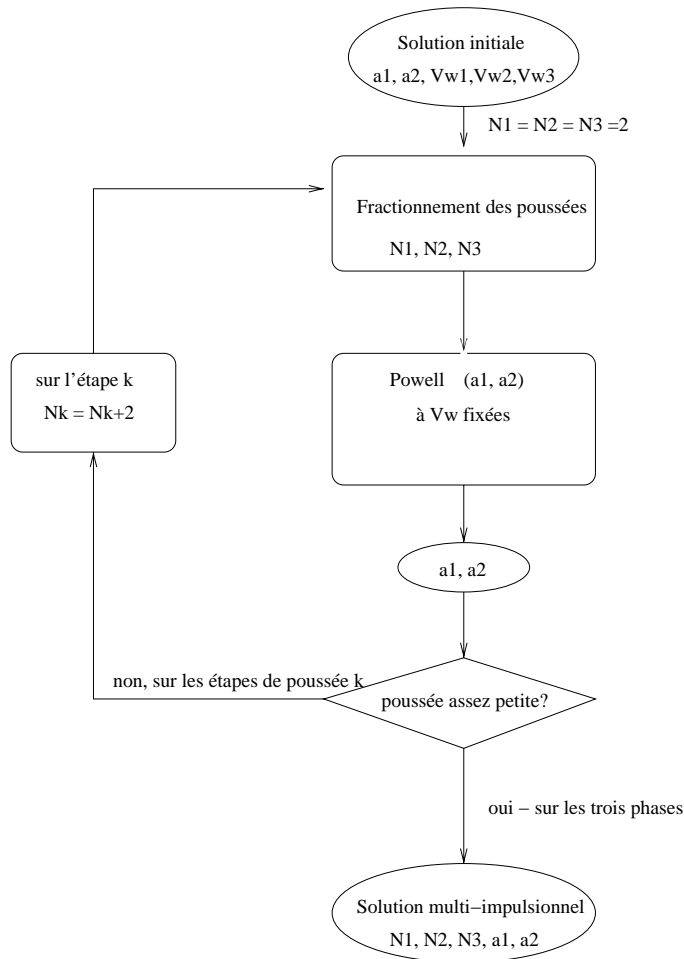 Solution initiale
a1, a2, Vw1,Vw2,Vw3
N1 = N2 = N3 =2
Fractionnement des poussées
N1, N2, N3
sur l'étape k
Nk = Nk+2
Powell (a1, a2)
à Vw fixées
a1, a2
non, sur les étapes de poussée k
poussée assez petite?
oui − sur les trois phases
Solution multi−impulsionnel
N1, N2, N3, a1, a2